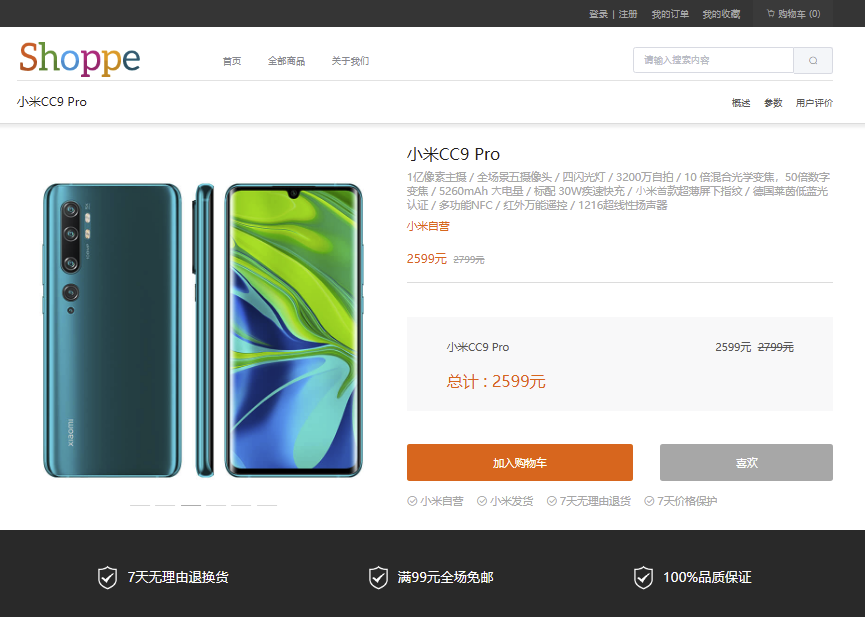 登录 | 注册 我的订单 我的收藏 购物车 (0)
Shoppe 首页 全部商品 关于我们 请输入搜索内容
小米CC9 Pro 概述 参数 用户评价
小米CC9 Pro
1亿像素主摄 / 全场景五摄像头 / 四闪光灯 / 3200万自拍 / 10 倍混合光学变焦，50倍数字
变焦 / 5260mAh 大电量 / 标配 30W疾速快充 / 小米首款超薄屏下指纹 / 德国莱茵低蓝光
认证 / 多功能NFC / 红外万能遥控 / 1216超线性扬声器
小米自营
2599元 2799元
小米CC9 Pro 2599元 2799元
总计 : 2599元
xiaomi
加入购物车 喜欢
小米自营 小米发货 7天无理由退货 7天价格保护
7天无理由退换货 满99元全场免邮 100%品质保证